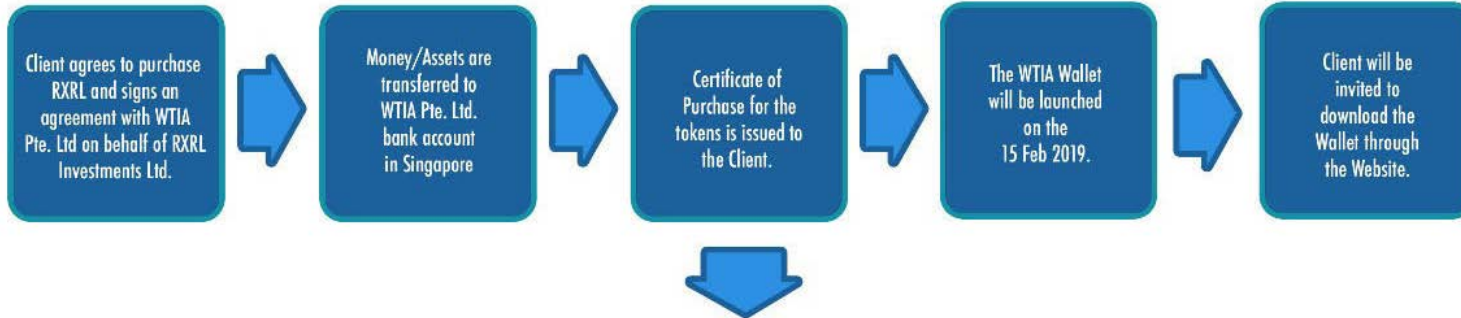 Client agrees to purchase
RXRL and signs an
agreement with WTIA
Pte. Ltd on behalf of RXRL
Investments Ltd.
Money/Assets are
transferred to
WTIA Pte. Ltd.
bank account
in Singapore
Certificate of
Purchase for the
tokens is issued to
the Client.
The WTIA Wallet
will be launched
on the
15 Feb 2019.
Client will be
invited to
download the
Wallet through
the Website.